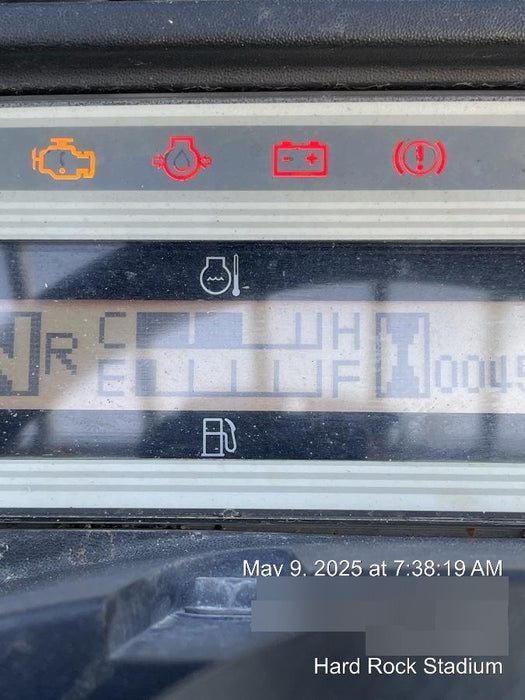 N R C H
E F 0045
May 9, 2025 at 7:38:19 AM
Hard Rock Stadium